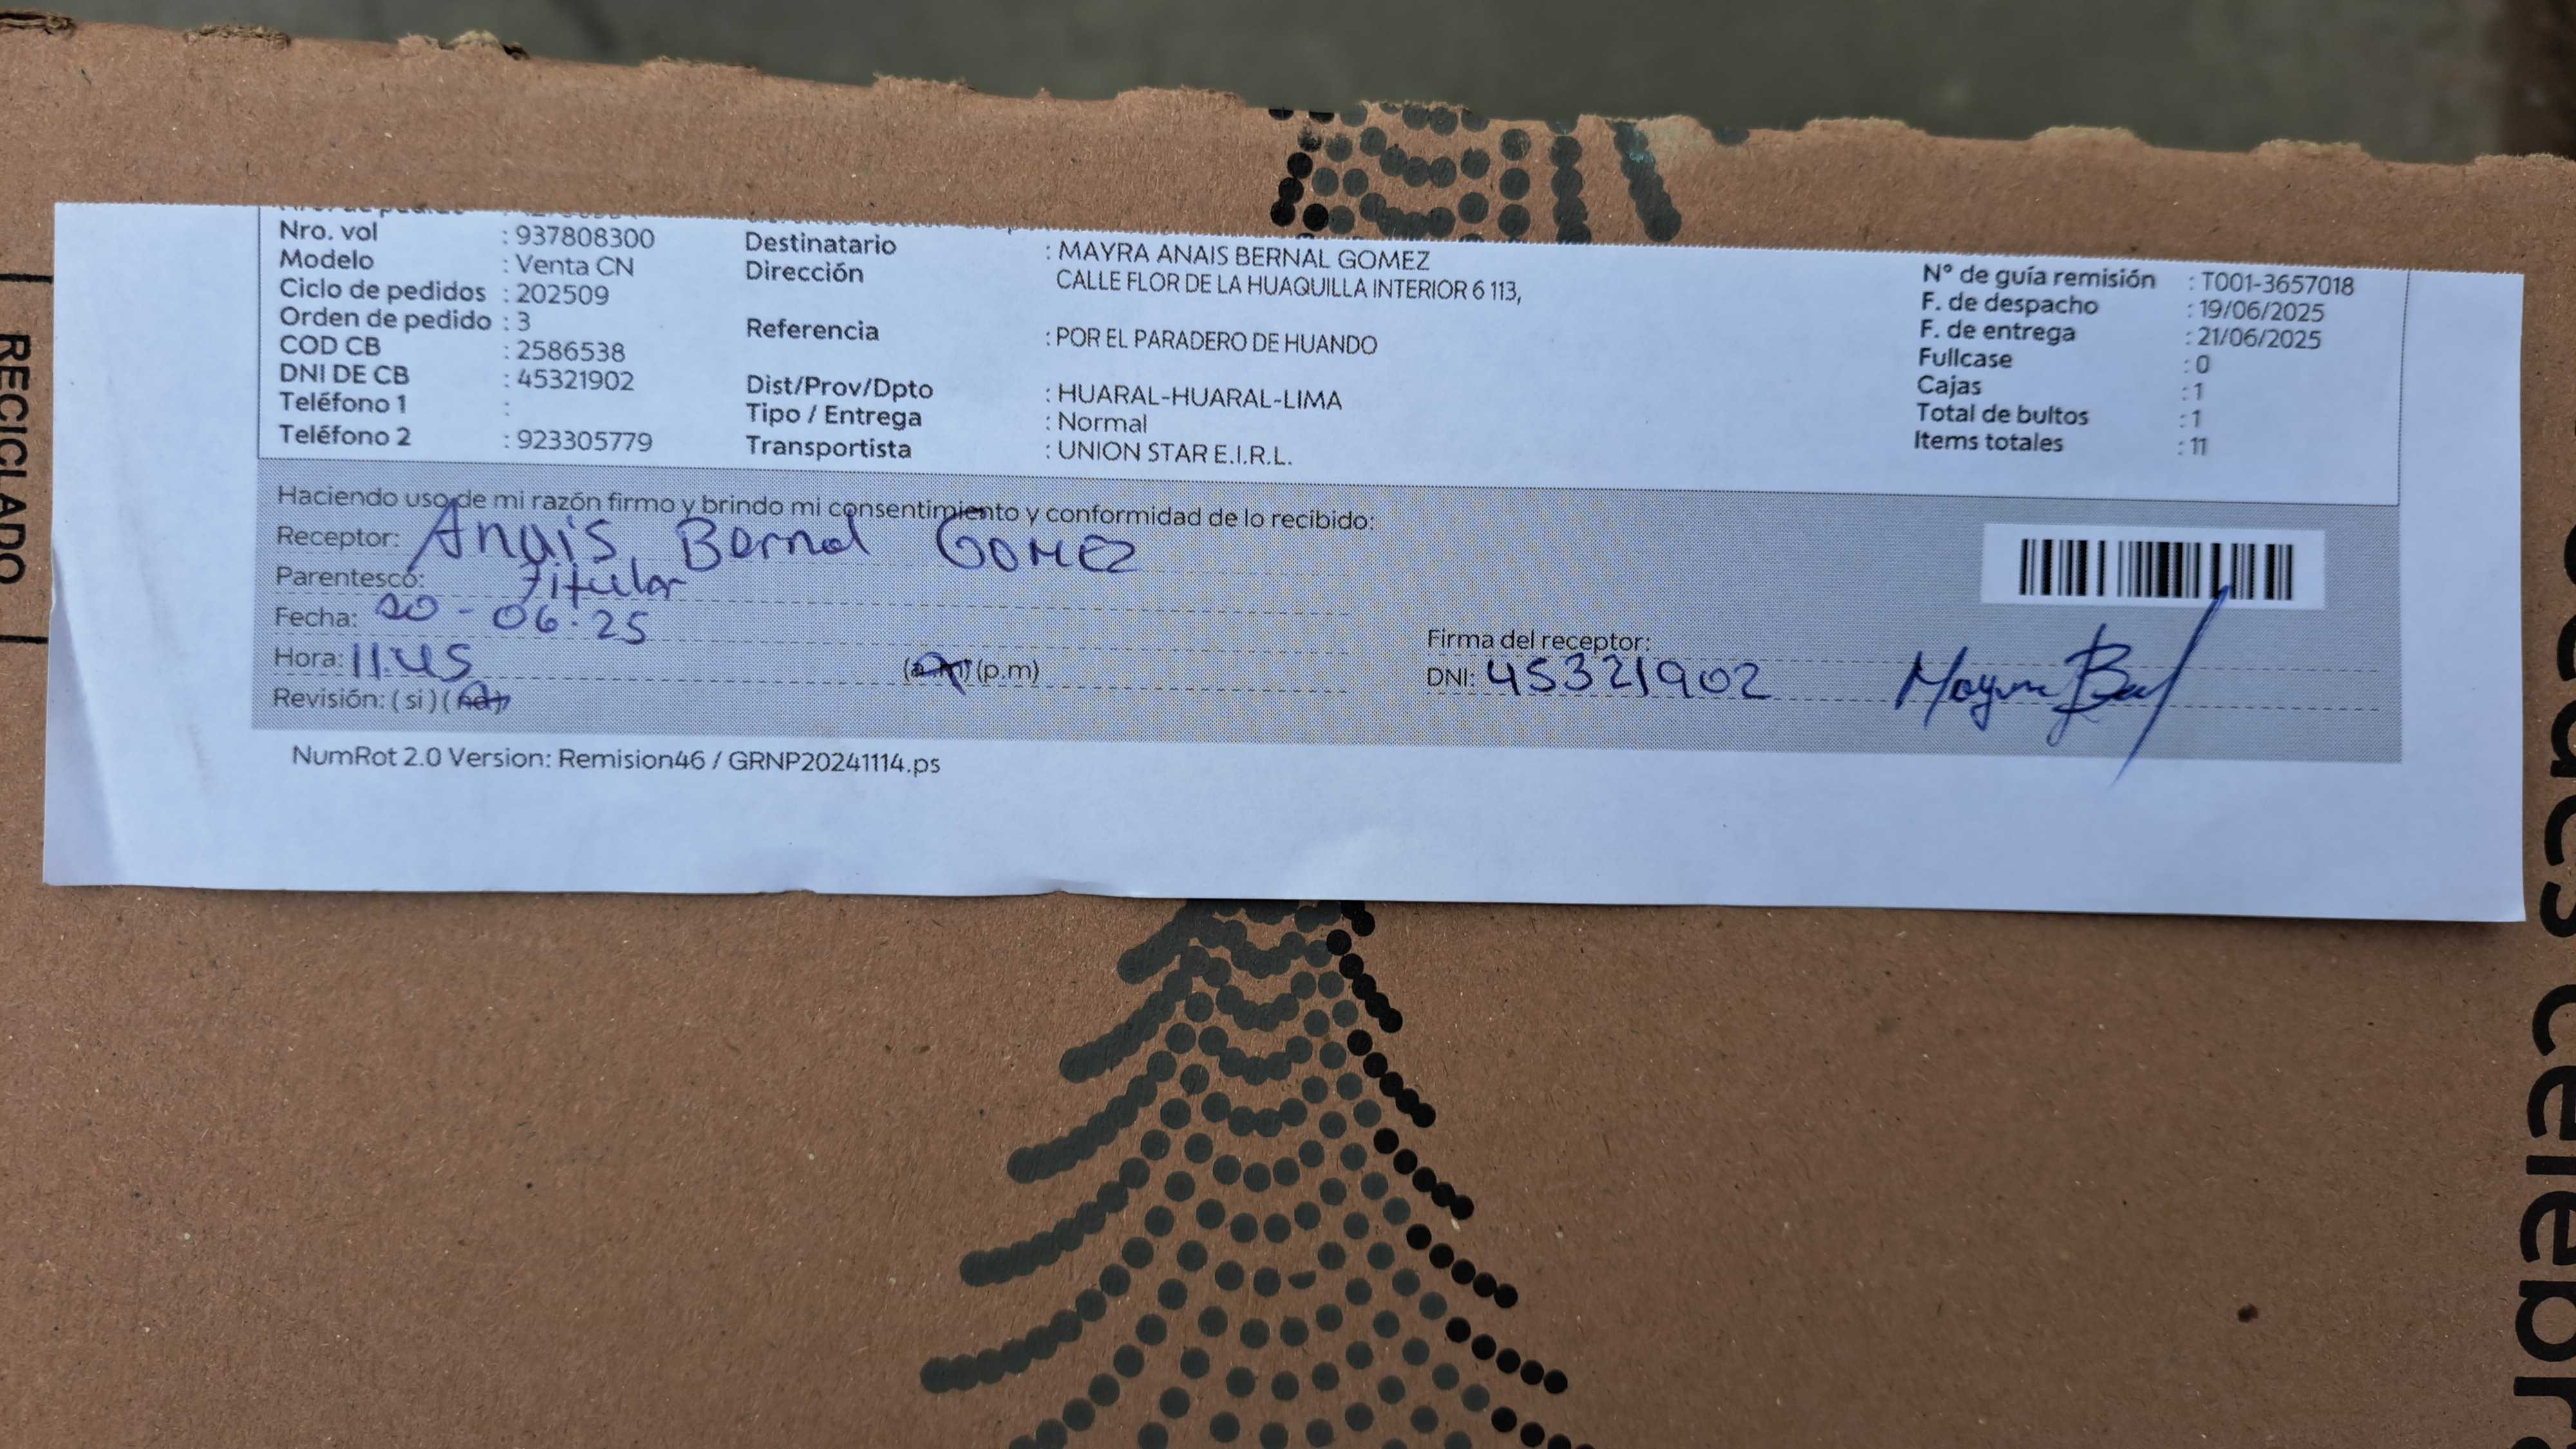 Nro. vol : 937808300
Modelo : Venta CN
Ciclo de pedidos : 202509
Orden de pedido : 3
COD CB : 2586538
DNI DE CB : 45321902
Teléfono 1 :
Teléfono 2 : 923305779
Destinatario : MAYRA ANAIS BERNAL GOMEZ
Dirección CALLE FLOR DE LA HUAQUILLA INTERIOR 6 113,
Referencia : POR EL PARADERO DE HUANDO
Dist/Prov/Dpto : HUARAL-HUARAL-LIMA
Tipo / Entrega : Normal
Transportista : UNION STAR E.I.R.L.
N° de guía remisión : T001-3657018
F. de despacho : 19/06/2025
F. de entrega : 21/06/2025
Fullcase : 0
Cajas : 1
Total de bultos : 1
Items totales : 11
Haciendo uso de mi razón firmo y brindo mi consentimiento y conformidad de lo recibido:
Receptor: Anais Bernal GOMEZ
Parentesco: titular
Fecha: 20-06-25
Hora: 11:45 (a.m) (p.m)
Revisión: (si) (no)
Firma del receptor:
DNI: 45321902
NumRot 2.0 Version: Remision46 / GRNP20241114.ps
RECICLADO